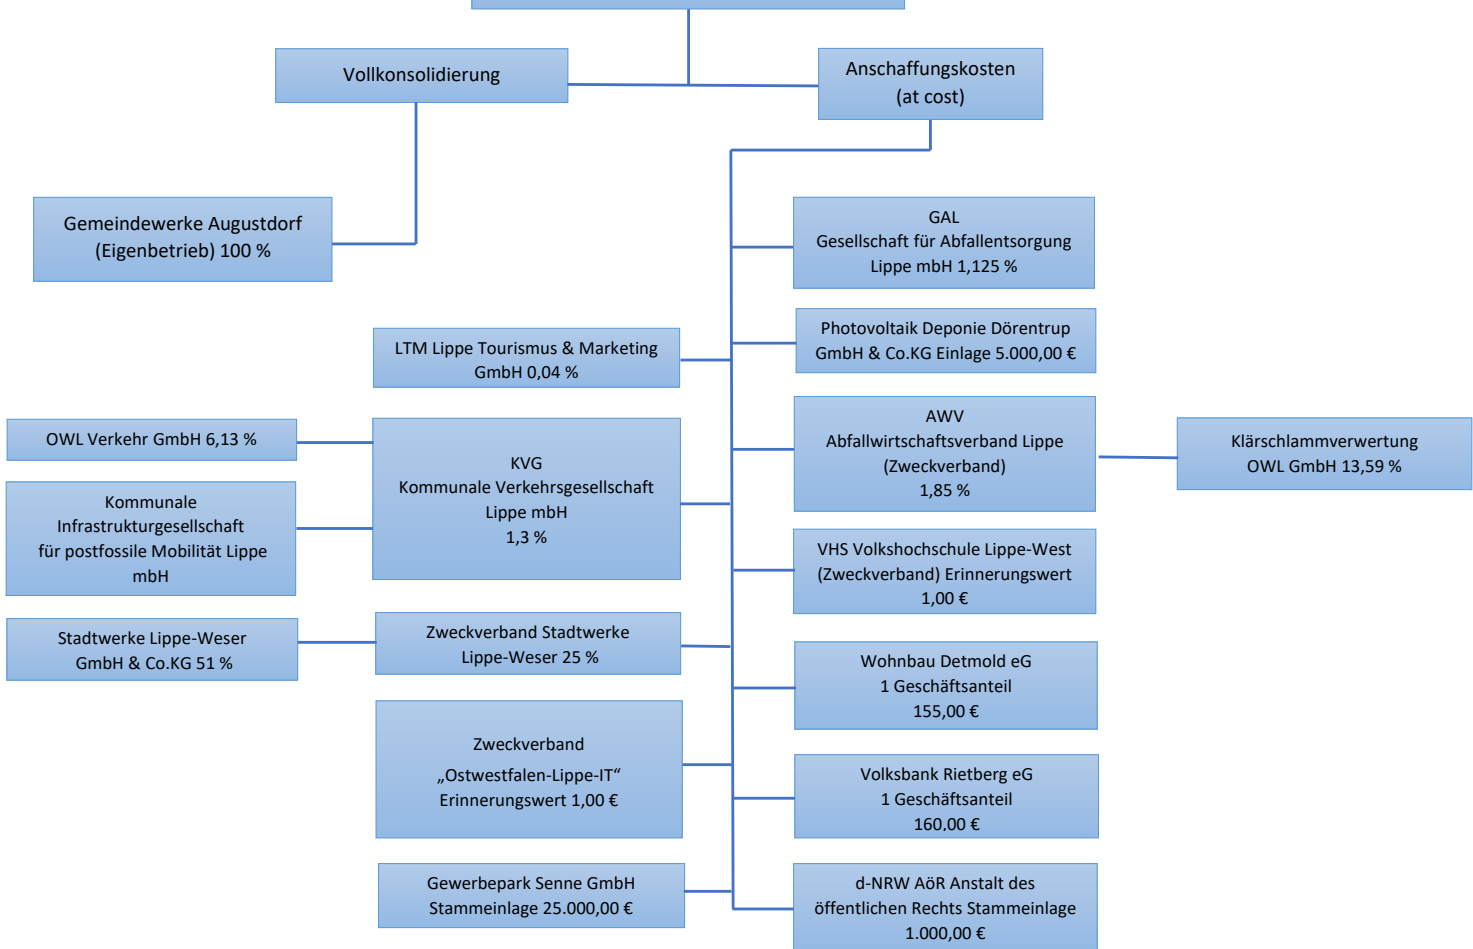 Vollkonsolidierung
Anschaffungskosten
(at cost)
Gemeindewerke Augustdorf
(Eigenbetrieb) 100 %
GAL
Gesellschaft für Abfallentsorgung
Lippe mbH 1,125 %
Photovoltaik Deponie Dörentrup
GmbH & Co.KG Einlage 5.000,00 €
LTM Lippe Tourismus & Marketing
GmbH 0,04 %
OWL Verkehr GmbH 6,13 %
KVG
Kommunale Verkehrsgesellschaft
Lippe mbH
1,3 %
AWV
Abfallwirtschaftsverband Lippe
(Zweckverband)
1,85 %
Klärschlammverwertung
OWL GmbH 13,59 %
Kommunale
Infrastrukturgesellschaft
für postfossile Mobilität Lippe
mbH
VHS Volkshochschule Lippe-West
(Zweckverband) Erinnerungswert
1,00 €
Stadtwerke Lippe-Weser
GmbH & Co.KG 51 %
Zweckverband Stadtwerke
Lippe-Weser 25 %
Wohnbau Detmold eG
1 Geschäftsanteil
155,00 €
Zweckverband
„Ostwestfalen-Lippe-IT“
Erinnerungswert 1,00 €
Volksbank Rietberg eG
1 Geschäftsanteil
160,00 €
Gewerbepark Senne GmbH
Stammeinlage 25.000,00 €
d-NRW AöR Anstalt des
öffentlichen Rechts Stammeinlage
1.000,00 €